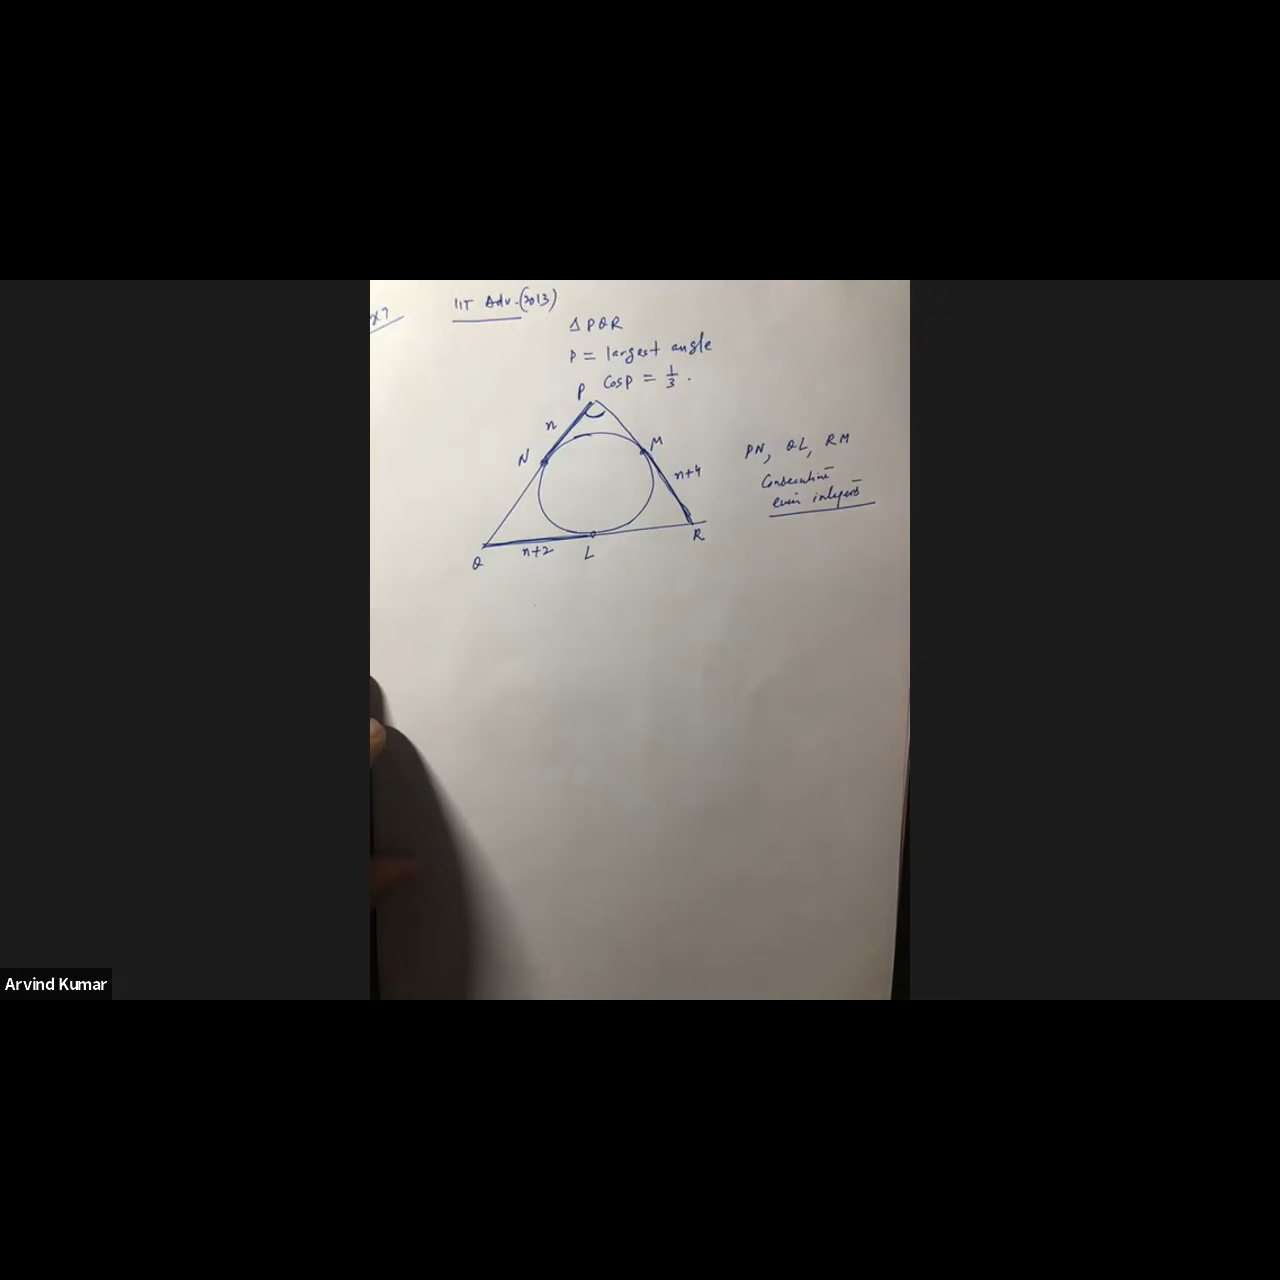 IIT Adv. (2013)
Δ PQR
P = largest angle
Cos P = 1/3 .
P
n
N
M
n+4
PN, QL, RM
Consecutive
even integers
R
Q
n+2
L
Arvind Kumar